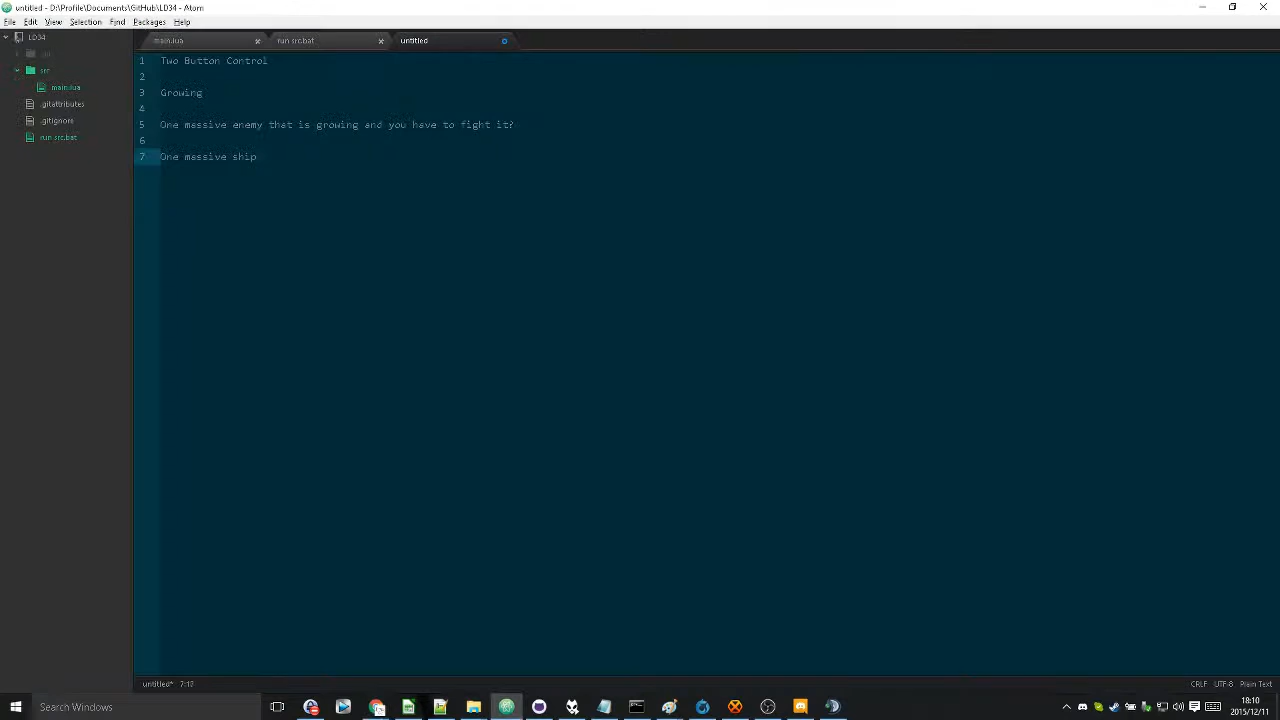 untitled - D:\Profile\Documents\GitHub\LD34 - Atom
File Edit View Selection Find Packages Help
LD34
main.lua
run src.bat
untitled
src
main.lua
.gitattributes
.gitignore
run src.bat
1 Two Button Control
2
3 Growing
4
5 One massive enemy that is growing and you have to fight it?
6
7 One massive ship
untitled* 7:17
CRLF UTF-8 Plain Text
Search Windows
18:10
2015/12/11